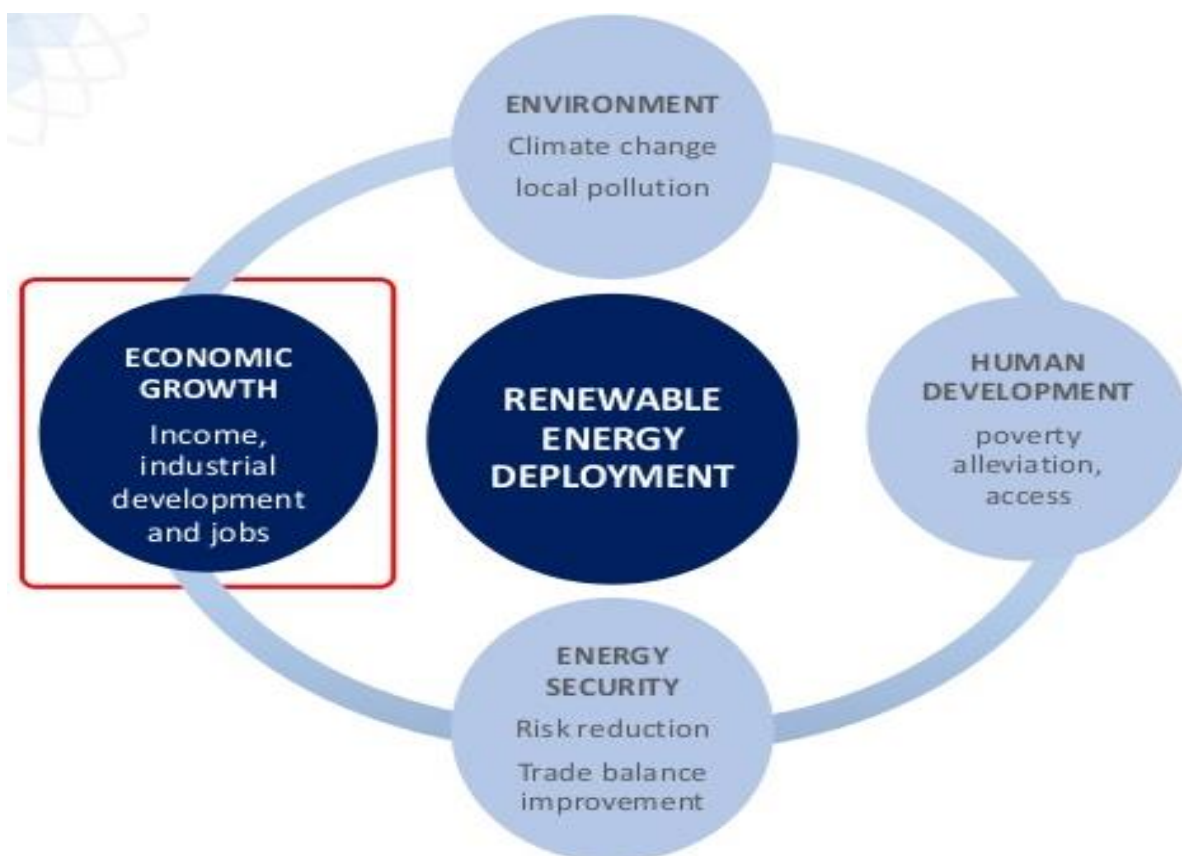 ENVIRONMENT
Climate change
local pollution
ECONOMIC
GROWTH
Income,
industrial
development
and jobs
RENEWABLE
ENERGY
DEPLOYMENT
HUMAN
DEVELOPMENT
poverty
alleviation,
access
ENERGY
SECURITY
Risk reduction
Trade balance
improvement